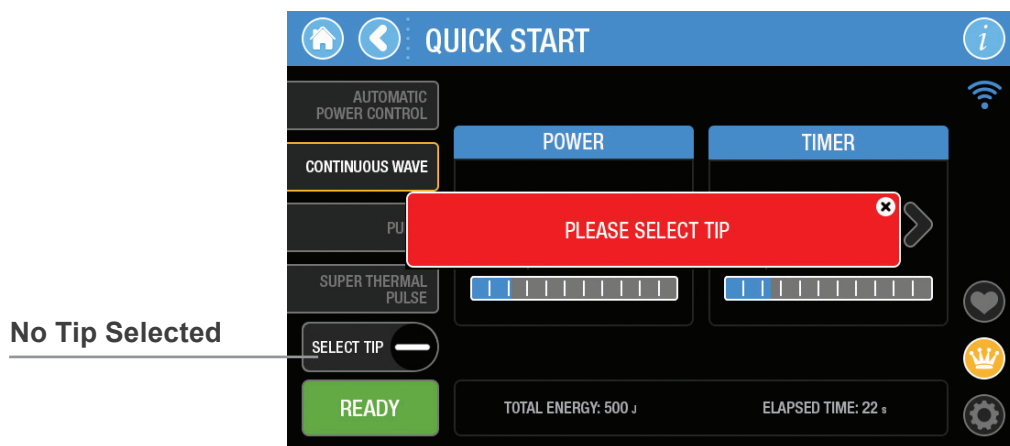 QUICK START
i
AUTOMATIC
POWER CONTROL
POWER
TIMER
CONTINUOUS WAVE
PU
PLEASE SELECT TIP
SUPER THERMAL
PULSE
No Tip Selected
SELECT TIP
READY
TOTAL ENERGY: 500 J
ELAPSED TIME: 22 s